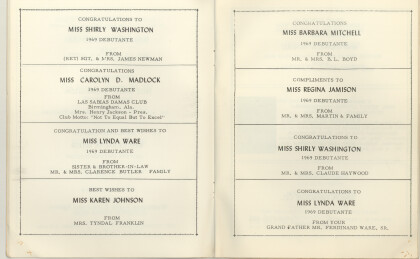 CONGRATULATIONS TO
MISS SHIRLY WASHINGTON
1969 DEBUTANTE
FROM
SGT. & MRS. JAMES NEWMAN
CONGRATULATIONS
MISS CAROLYN D. MADLOCK
1969 DEBUTANTE
FROM
LAS SABIAS DAMAS CLUB
Birmingham, Ala.
Mrs. Henry Jackson - Pres.
Club Motto: "Not To Equal But To Excel"
CONGRATULATION AND BEST WISHES TO
MISS LYNDA WARE
1969 DEBUTANTE
FROM
SISTER & BROTHER-IN-LAW
MR. & MRS. CLARENCE BUTLER FAMILY
BEST WISHES TO
MISS KAREN JOHNSON
FROM
MRS. TYNDAL FRANKLIN
CONGRATULATIONS
MISS BARBARA MITCHELL
1969 DEBUTANTE
FROM
MR. & MRS. B. L. BOYD
COMPLIMENTS TO
MISS REGINA JAMISON
FROM
MR. & MRS. MARTIN & FAMILY
CONGRATULATIONS TO
MISS SHIRLY WASHINGTON
1969 DEBUTANTE
FROM
MR. & MRS. CLAUDE HAYWOOD
CONGRATULATIONS TO
MISS LYNDA WARE
1969 DEBUTANTE
FROM YOUR
GRAND-FATHER MR. FERDINAND WARE, SR.